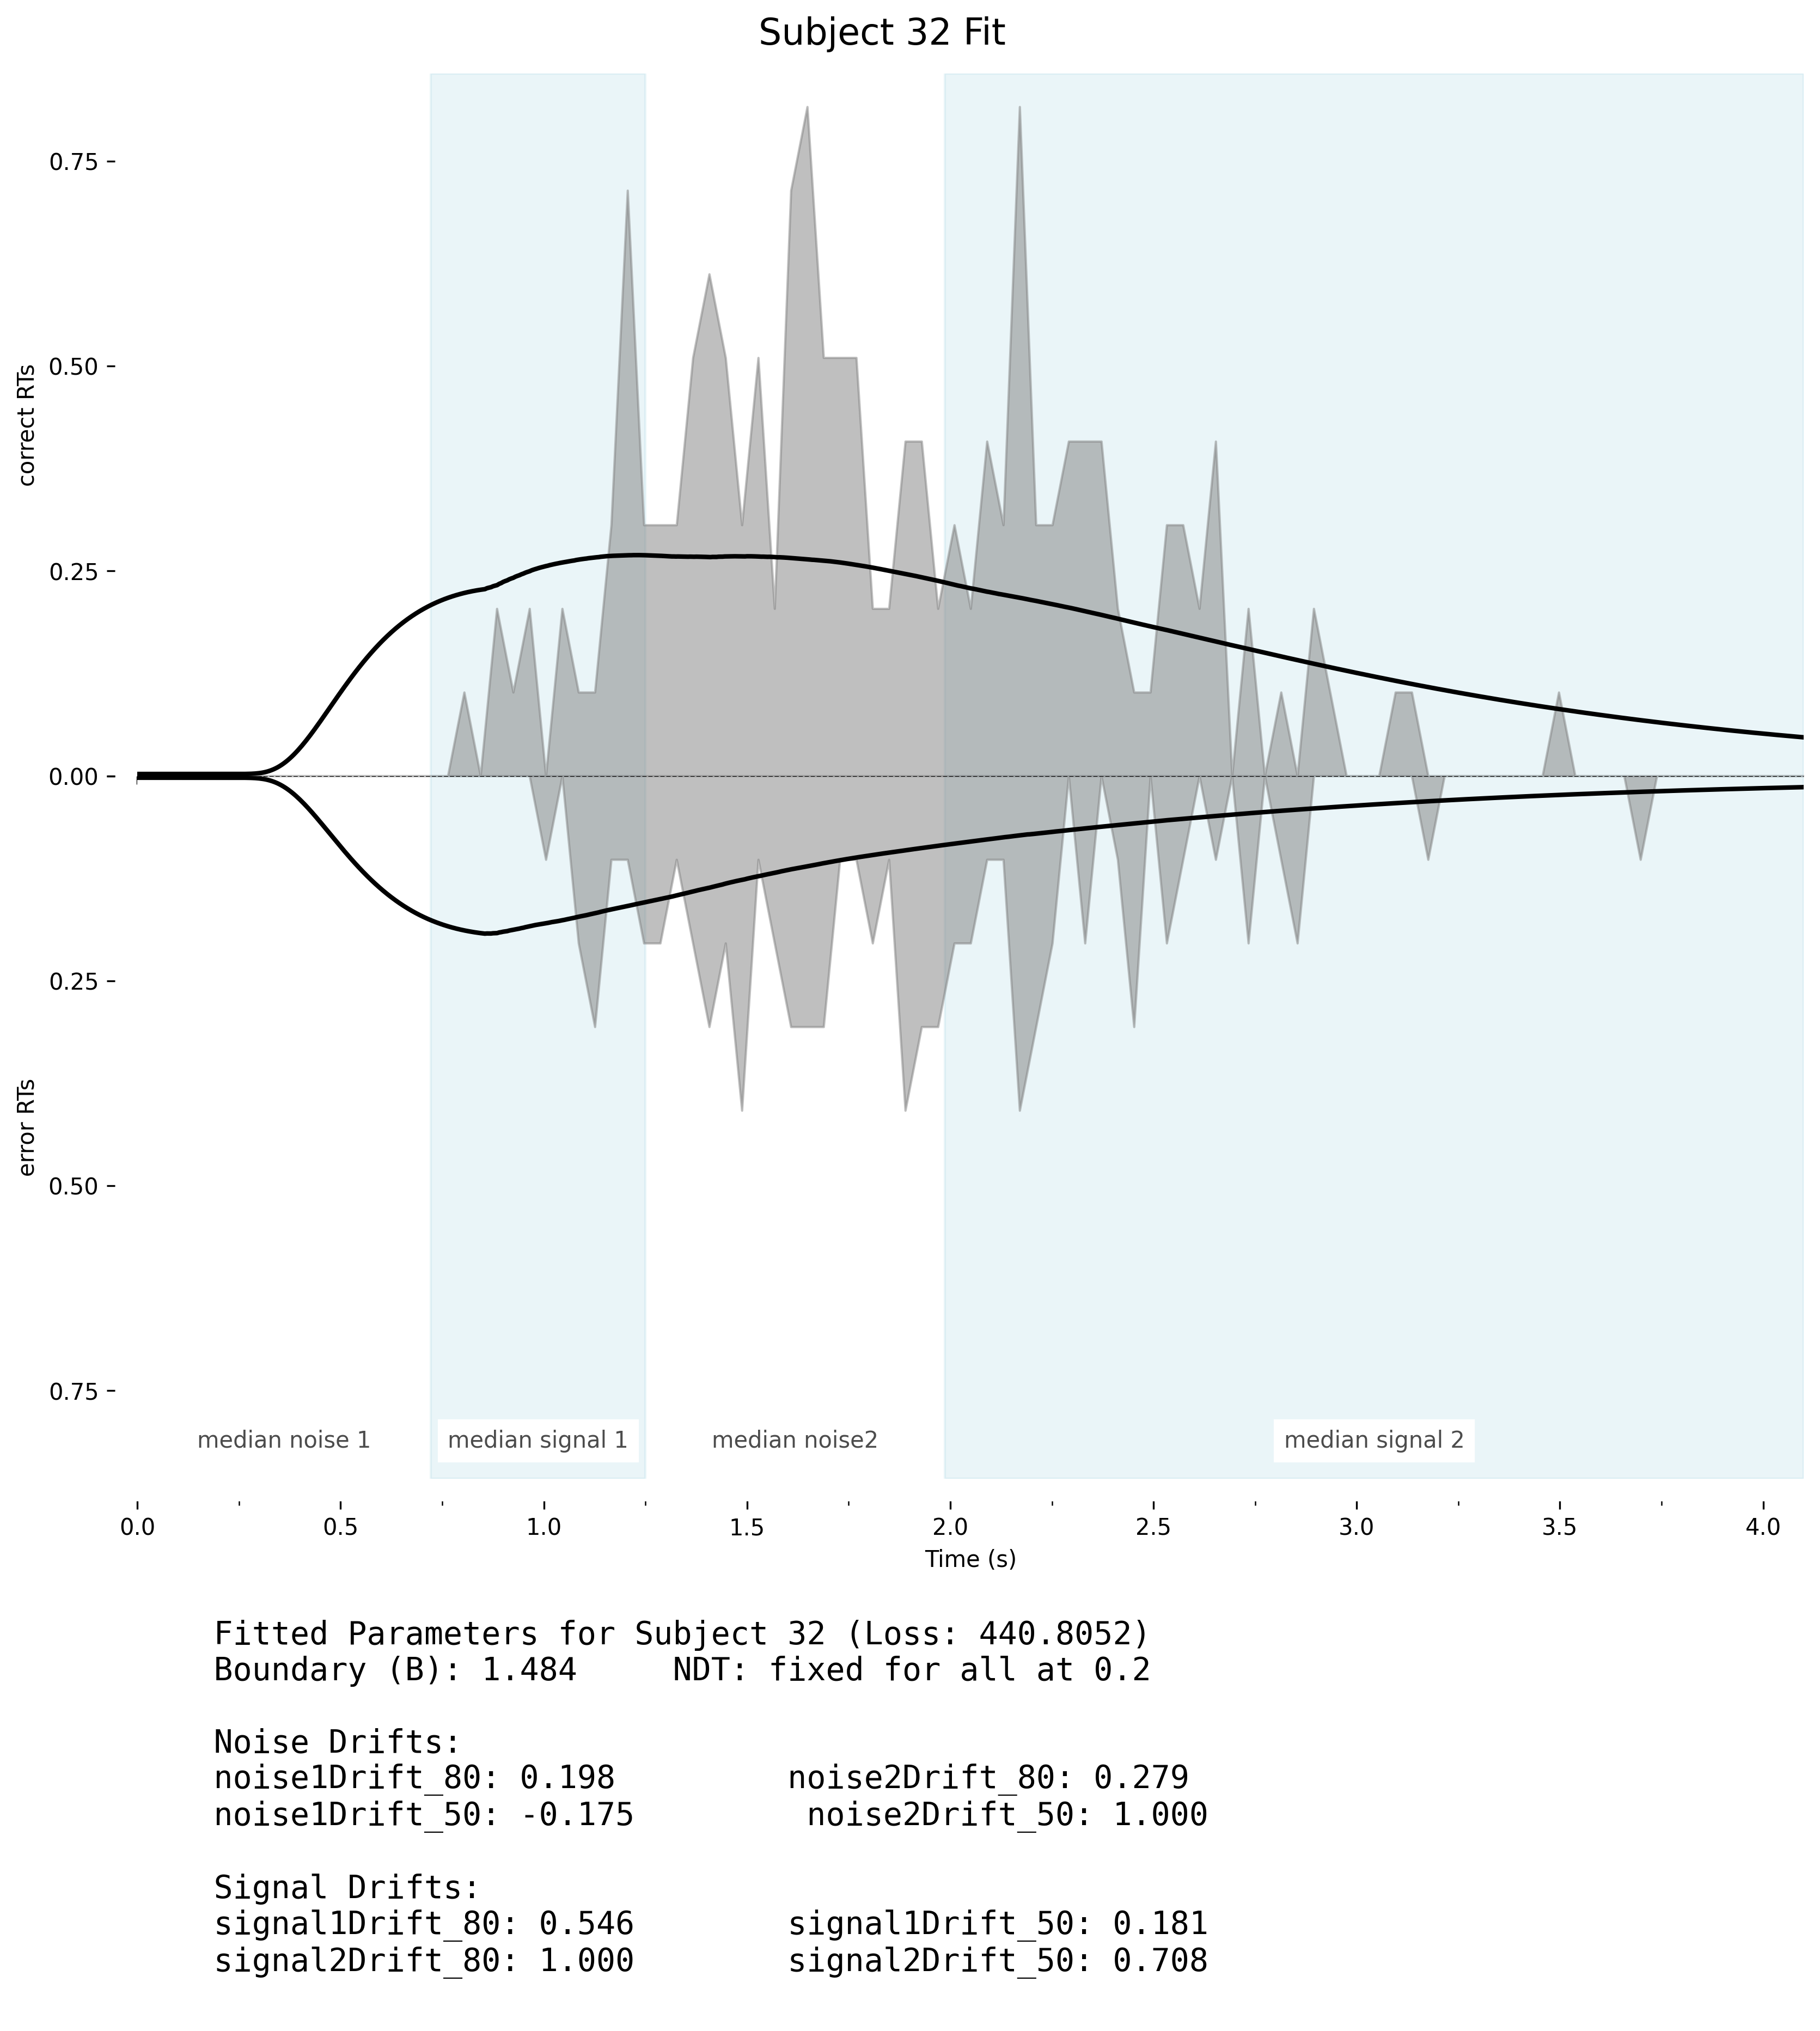 Subject 32 Fit
0.75
0.50
0.25
0.00
0.25
0.50
0.75
correct RTs
error RTs
median noise 1
median signal 1
median noise2
median signal 2
0.0
0.5
1.0
1.5
2.0
2.5
3.0
3.5
4.0
Time (s)
Fitted Parameters for Subject 32 (Loss: 440.8052)
Boundary (B): 1.484 NDT: fixed for all at 0.2
Noise Drifts:
noise1Drift_80: 0.198 noise2Drift_80: 0.279
noise1Drift_50: -0.175 noise2Drift_50: 1.000
Signal Drifts:
signal1Drift_80: 0.546 signal1Drift_50: 0.181
signal2Drift_80: 1.000 signal2Drift_50: 0.708